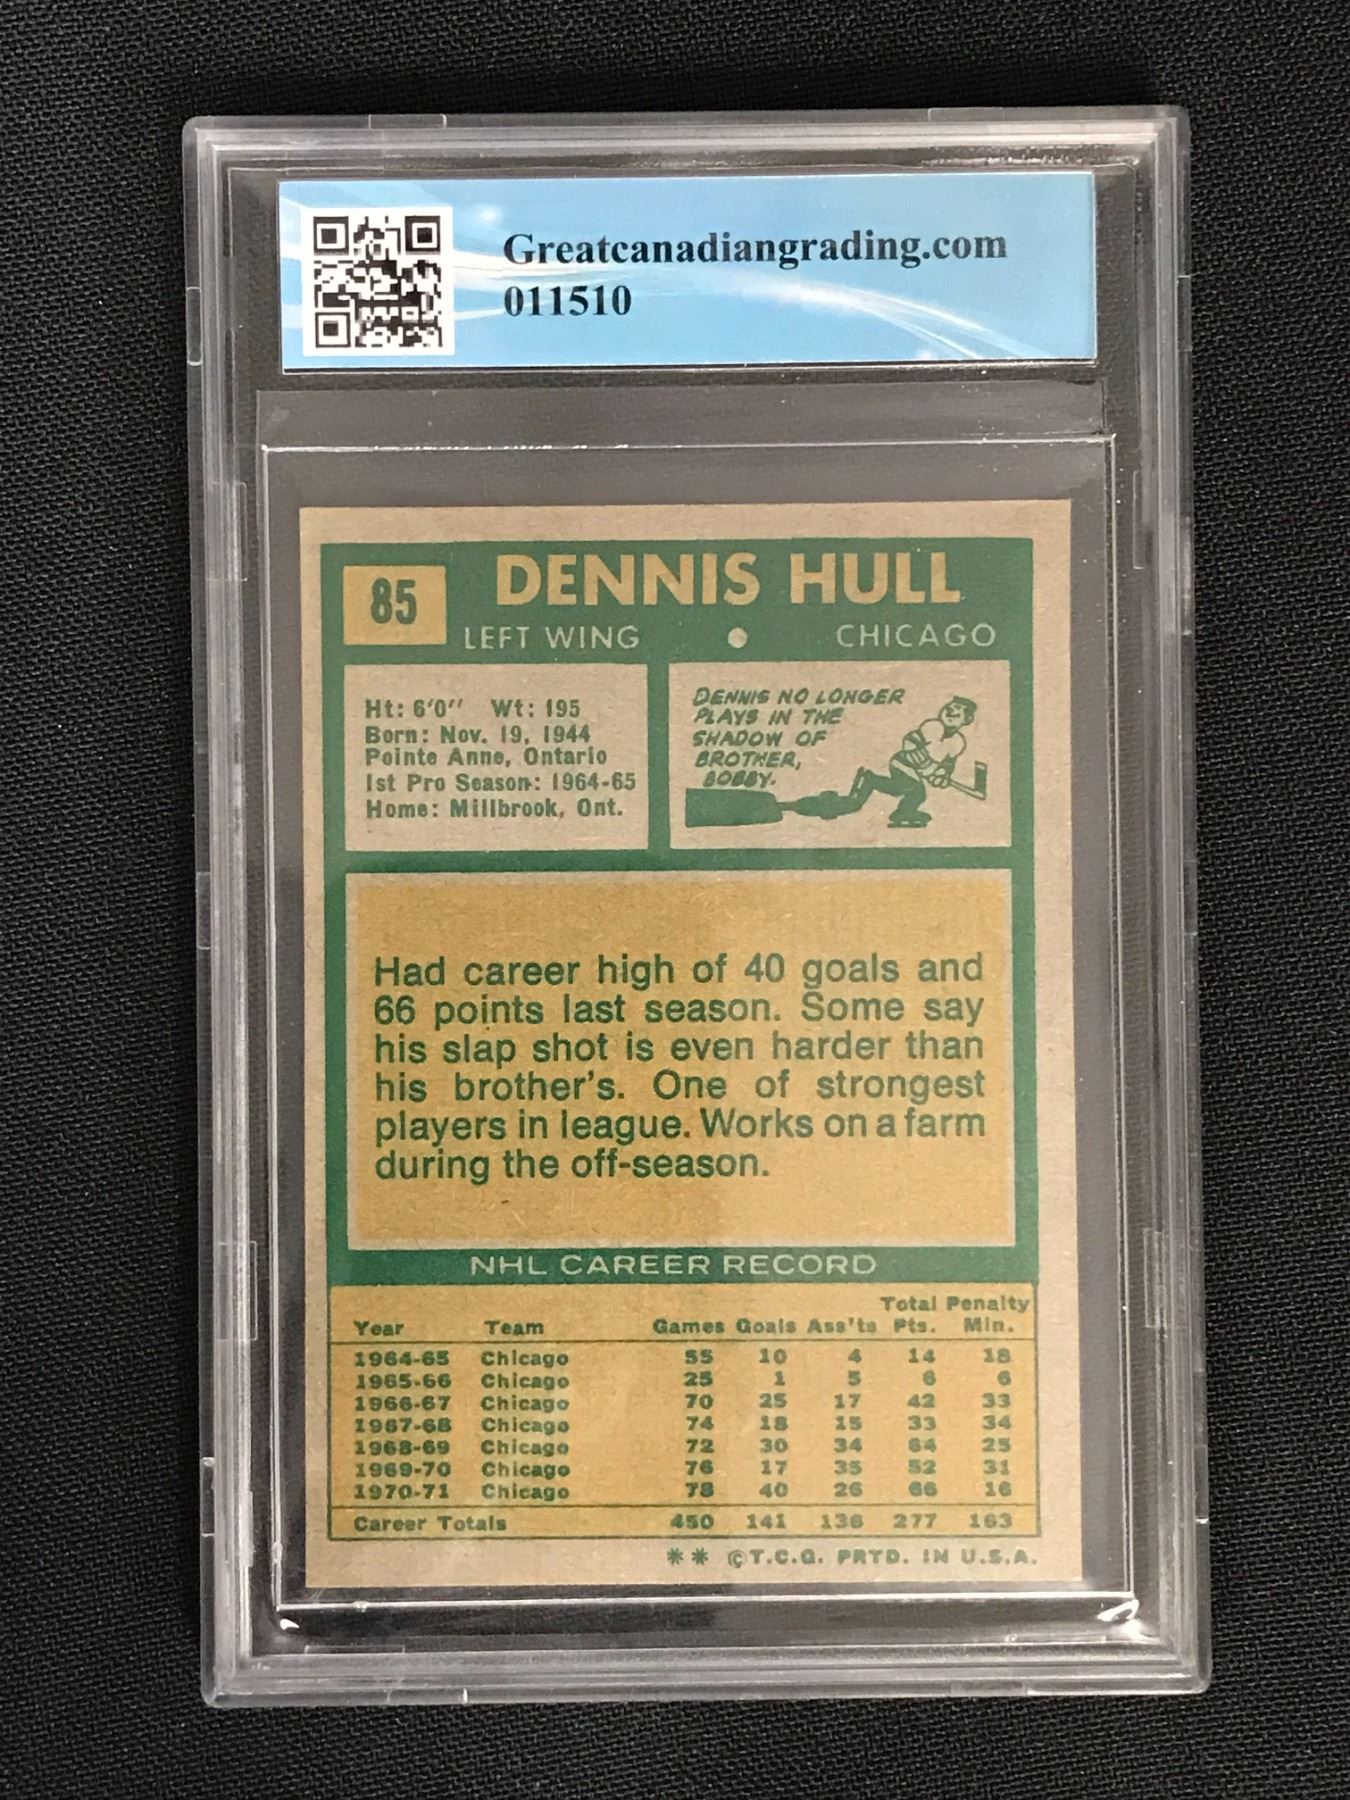 Greatcanadiangrading.com
011510
85
DENNIS HULL
LEFT WING • CHICAGO
Ht: 6'0'' Wt: 195
Born: Nov. 19, 1944
Pointe Anne, Ontario
1st Pro Season: 1964-65
Home: Millbrook, Ont.
DENNIS NO LONGER
PLAYS IN THE
SHADOW OF
BROTHER,
BOBBY.
Had career high of 40 goals and
66 points last season. Some say
his slap shot is even harder than
his brother's. One of strongest
players in league. Works on a farm
during the off-season.
NHL CAREER RECORD
Total Penalty
Year Team Games Goals Ass'ts Pts. Min.
1964-65 Chicago 55 10 4 14 18
1965-66 Chicago 25 1 5 6 6
1966-67 Chicago 70 25 17 42 33
1967-68 Chicago 74 18 15 33 34
1968-69 Chicago 72 30 34 64 25
1969-70 Chicago 76 17 35 52 31
1970-71 Chicago 78 40 26 66 16
Career Totals 450 141 136 277 163
** ©T.C.G. PRTD. IN U.S.A.